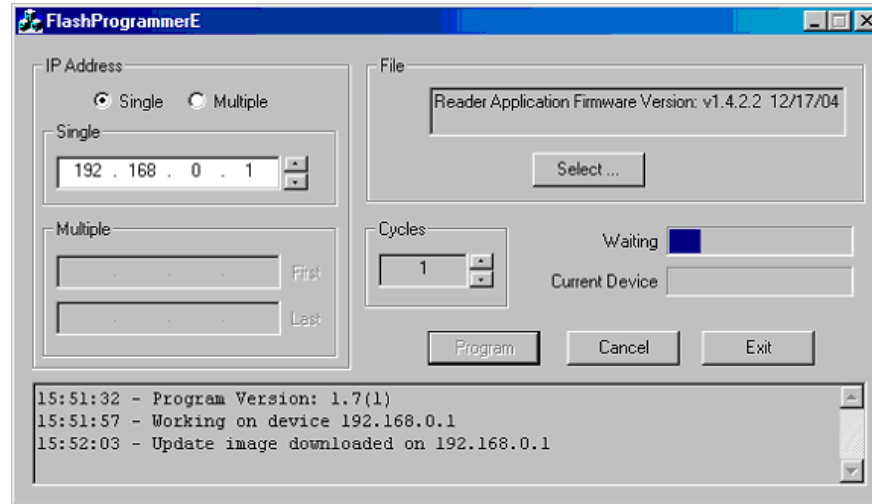 FlashProgrammerE
IP Address
Single Multiple
Single
192 . 168 . 0 . 1
Multiple
. . . First
. . . Last
File
Reader Application Firmware Version: v1.4.2.2 12/17/04
Select ...
Cycles
1
Waiting
Current Device
Program Cancel Exit
15:51:32 - Program Version: 1.7(1)
15:51:57 - Working on device 192.168.0.1
15:52:03 - Update image downloaded on 192.168.0.1